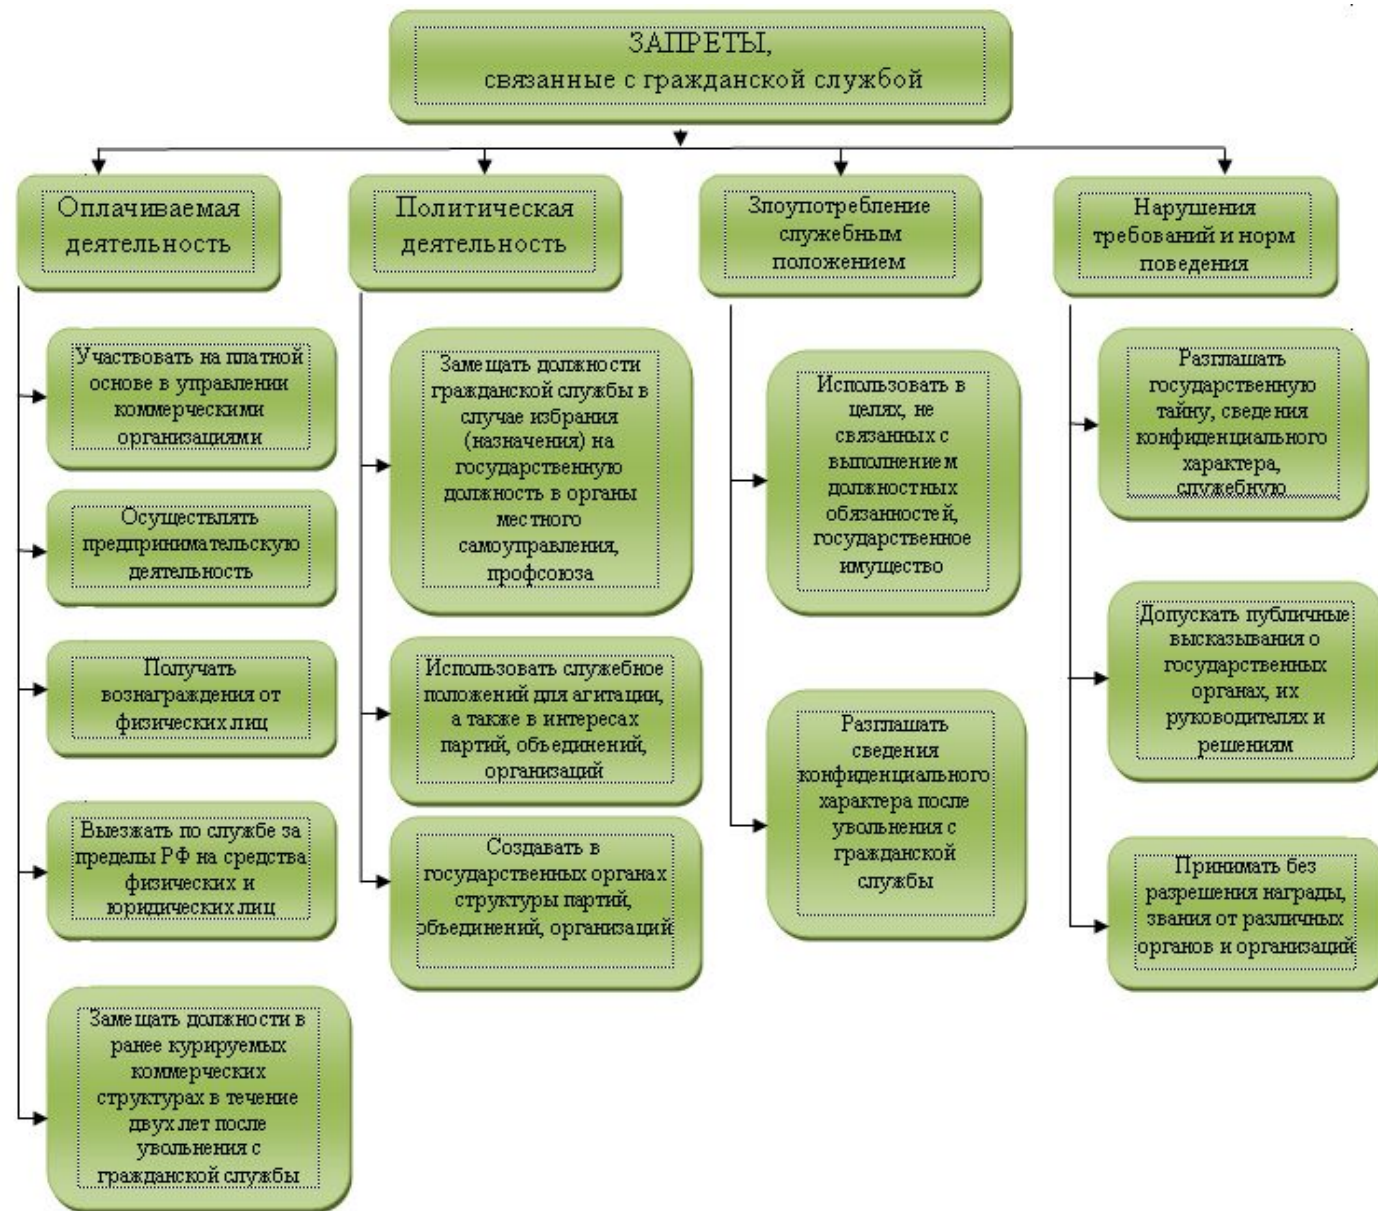 ЗАПРЕТЫ,
связанные с гражданской службой
Оплачиваемая
деятельность
Участвовать на платной
основе в управлении
коммерческими
организациями
Осуществлять
предпринимательскую
деятельность
Получать
вознаграждения от
физических лиц
Выезжать по службе за
пределы РФ на средства
физических и
юридических лиц
Замещать должности в
ранее курируемых
коммерческих
структурах в течение
двух лет после
увольнения с
гражданской службы
Политическая
деятельность
Замещать должности
гражданской службы в
случае избрания
(назначения) на
государственную
должность в органы
местного
самоуправления,
профсоюза
Использовать служебное
положений для агитации,
а также в интересах
партий, объединений,
организаций
Создавать в
государственных органах
структуры партий,
объединений, организаций
Злоупотребление
служебным
положением
Использовать в
целях, не
связанных с
выполнением
должностных
обязанностей,
государственное
имущество
Разглашать
сведения
конфиденциального
характера после
увольнения с
гражданской
службы
Нарушения
требований и норм
поведения
Разглашать
государственную
тайну, сведения
конфиденциального
характера,
служебную
Допускать публичные
высказывания о
государственных
органах, их
руководителях и
решениям
Принимать без
разрешения награды,
звания от различных
органов и организаций